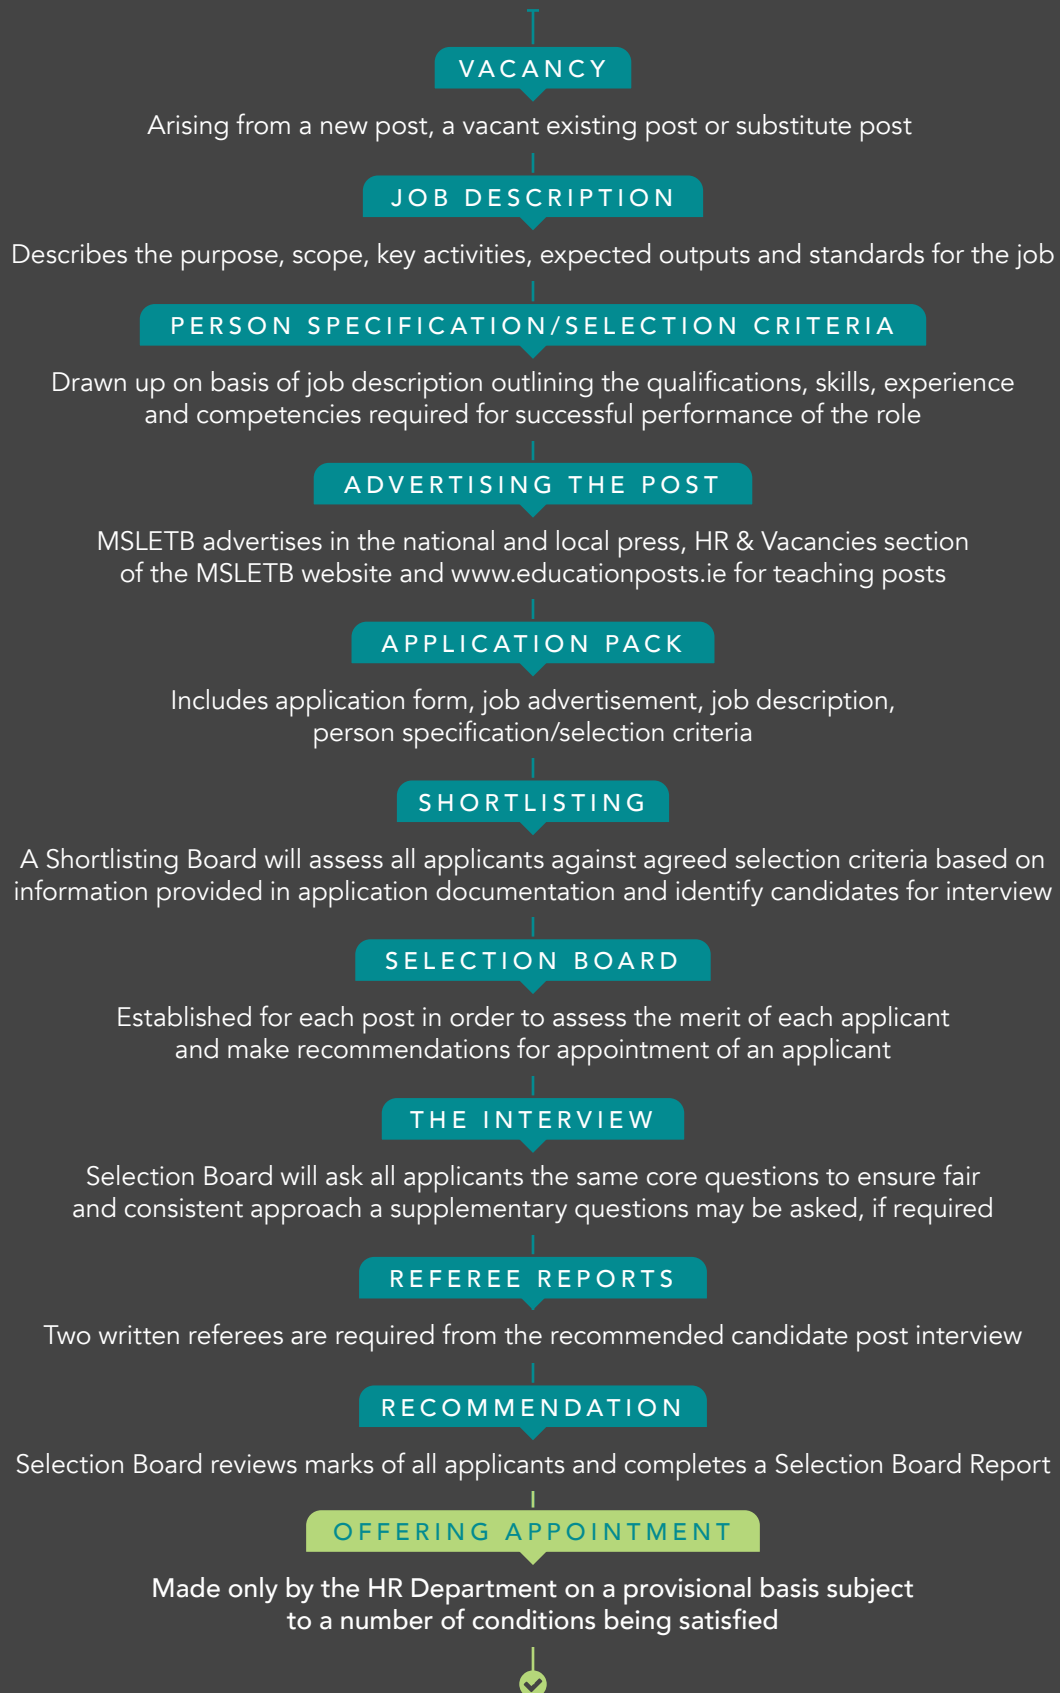 VACANCY
Arising from a new post, a vacant existing post or substitute post
JOB DESCRIPTION
Describes the purpose, scope, key activities, expected outputs and standards for the job
PERSON SPECIFICATION/SELECTION CRITERIA
Drawn up on basis of job description outlining the qualifications, skills, experience
and competencies required for successful performance of the role
ADVERTISING THE POST
MSLETB advertises in the national and local press, HR & Vacancies section
of the MSLETB website and www.educationposts.ie for teaching posts
APPLICATION PACK
Includes application form, job advertisement, job description,
person specification/selection criteria
SHORTLISTING
A Shortlisting Board will assess all applicants against agreed selection criteria based on
information provided in application documentation and identify candidates for interview
SELECTION BOARD
Established for each post in order to assess the merit of each applicant
and make recommendations for appointment of an applicant
THE INTERVIEW
Selection Board will ask all applicants the same core questions to ensure fair
and consistent approach a supplementary questions may be asked, if required
REFEREE REPORTS
Two written referees are required from the recommended candidate post interview
RECOMMENDATION
Selection Board reviews marks of all applicants and completes a Selection Board Report
OFFERING APPOINTMENT
Made only by the HR Department on a provisional basis subject
to a number of conditions being satisfied